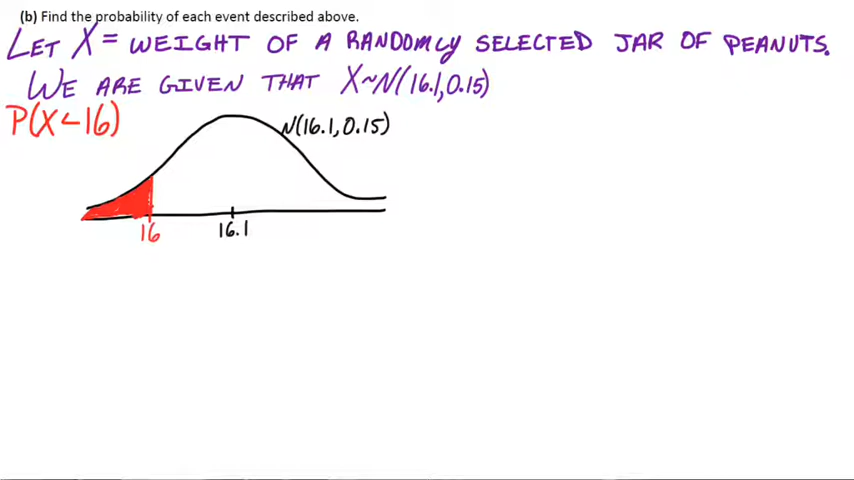 (b) Find the probability of each event described above.
LET X = WEIGHT OF A RANDOMLY SELECTED JAR OF PEANUTS.
WE ARE GIVEN THAT X~N(16.1,0.15)
P(X<16)
N(16.1,0.15)
16
16.1